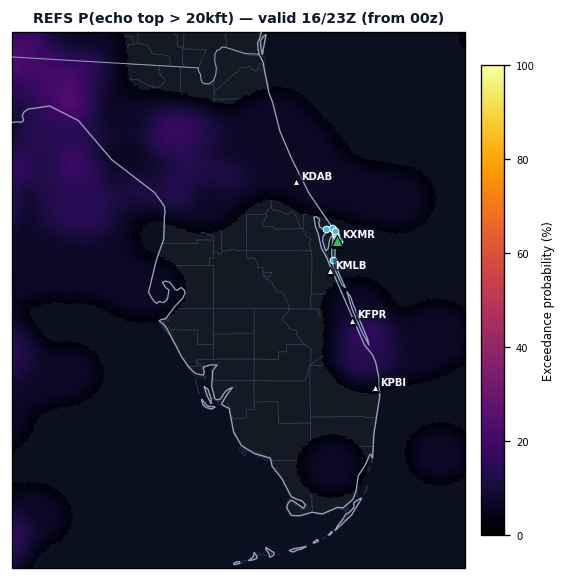 REFS P(echo top > 20kft) — valid 16/23Z (from 00z)
KDAB
KXMR
KMLB
KFPR
KPBI
100
80
60
40
20
0
Exceedance probability (%)